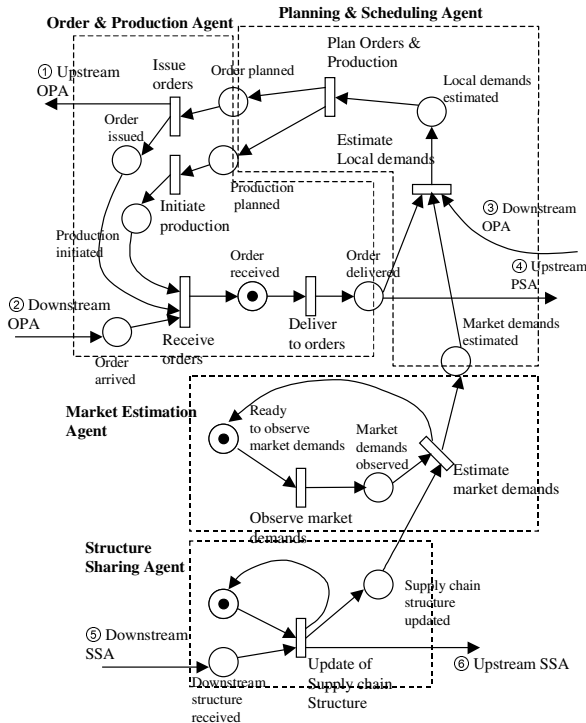 Order & Production Agent
Planning & Scheduling Agent
① Upstream
OPA
Issue
orders
Order planned
Plan Orders &
Production
Local demands
estimated
Order
issued
Estimate
Local demands
Production
planned
Initiate
production
Production
initiated
③ Downstream
OPA
Order
received
Order
delivered
④ Upstream
PSA
② Downstream
OPA
Receive
orders
Deliver
to orders
Order
arrived
Market demands
estimated
Market Estimation
Agent
Ready
to observe
market demands
Market
demands
observed
Estimate
market demands
Observe market
demands
Structure
Sharing Agent
Supply chain
structure
updated
⑤ Downstream
SSA
⑥ Upstream SSA
Update of
Supply chain
Structure
Downstream
structure
received